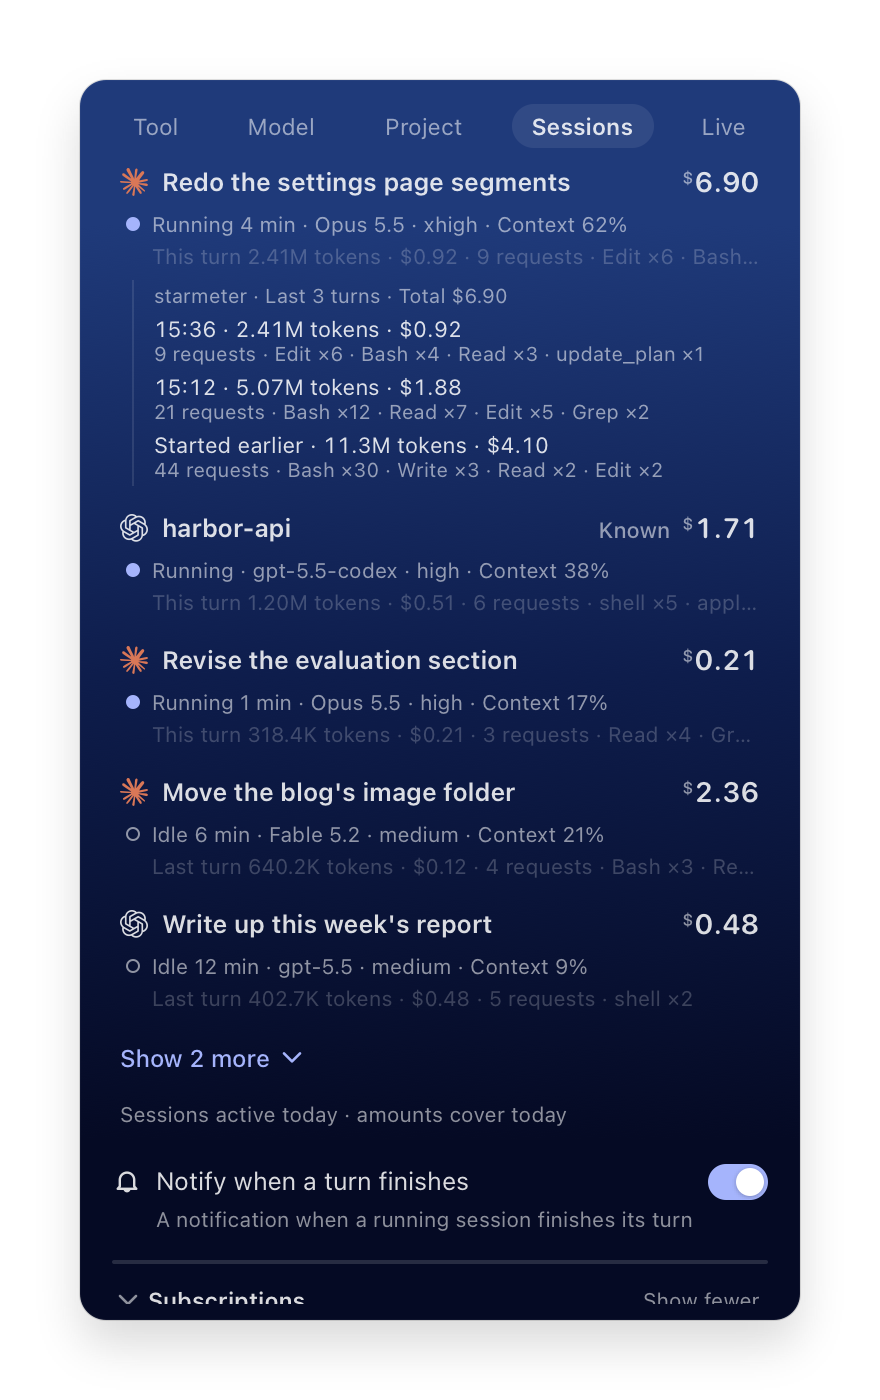 Tool Model Project Sessions Live
Redo the settings page segments $6.90
Running 4 min · Opus 5.5 · xhigh · Context 62%
This turn 2.41M tokens · $0.92 · 9 requests · Edit ×6 · Bash...
starmeter · Last 3 turns · Total $6.90
15:36 · 2.41M tokens · $0.92
9 requests · Edit ×6 · Bash ×4 · Read ×3 · update_plan ×1
15:12 · 5.07M tokens · $1.88
21 requests · Bash ×12 · Read ×7 · Edit ×5 · Grep ×2
Started earlier · 11.3M tokens · $4.10
44 requests · Bash ×30 · Write ×3 · Read ×2 · Edit ×2
harbor-api Known $1.71
Running · gpt-5.5-codex · high · Context 38%
This turn 1.20M tokens · $0.51 · 6 requests · shell ×5 · appl...
Revise the evaluation section $0.21
Running 1 min · Opus 5.5 · high · Context 17%
This turn 318.4K tokens · $0.21 · 3 requests · Read ×4 · Gr...
Move the blog's image folder $2.36
Idle 6 min · Fable 5.2 · medium · Context 21%
Last turn 640.2K tokens · $0.12 · 4 requests · Bash ×3 · Re...
Write up this week's report $0.48
Idle 12 min · gpt-5.5 · medium · Context 9%
Last turn 402.7K tokens · $0.48 · 5 requests · shell ×2
Show 2 more
Sessions active today · amounts cover today
Notify when a turn finishes
A notification when a running session finishes its turn
Subscriptions Show fewer